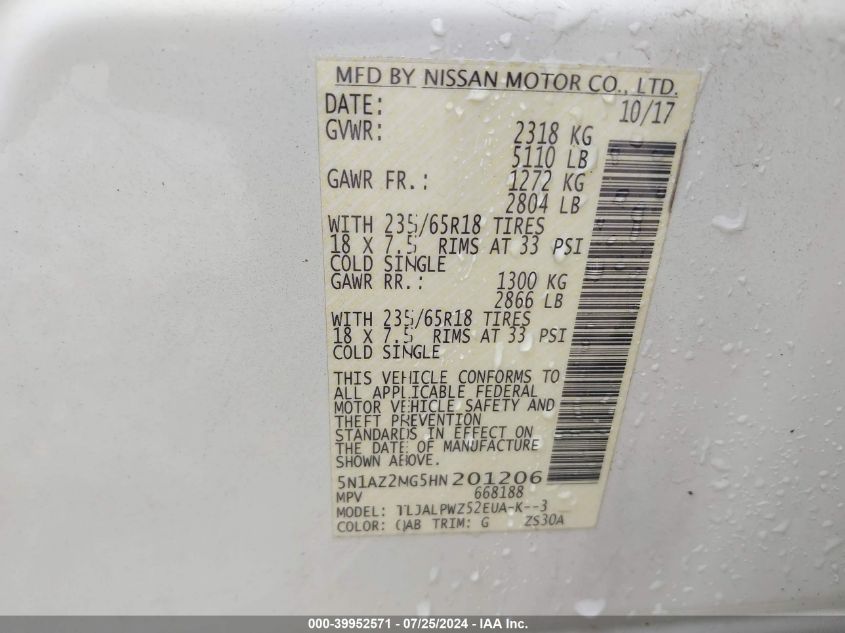 MFD BY NISSAN MOTOR CO., LTD.
DATE: 10/17
GVWR: 2318 KG
5110 LB
GAWR FR.: 1272 KG
2804 LB
WITH 235/65R18 TIRES
18 X 7.5 RIMS AT 33 PSI
COLD SINGLE
GAWR RR.: 1300 KG
2866 LB
WITH 235/65R18 TIRES
18 X 7.5 RIMS AT 33 PSI
COLD SINGLE
THIS VEHICLE CONFORMS TO
ALL APPLICABLE FEDERAL
MOTOR VEHICLE SAFETY AND
THEFT PREVENTION
STANDARDS IN EFFECT ON
THE DATE OF MANUFACTURE
SHOWN ABOVE.
5N1AZ2MG5HN201206
MPV 668188
MODEL: TLJALPWZ52EUA-K--3
COLOR: QAB TRIM: G ZS30A
000-39952571 - 07/25/2024 - IAA Inc.